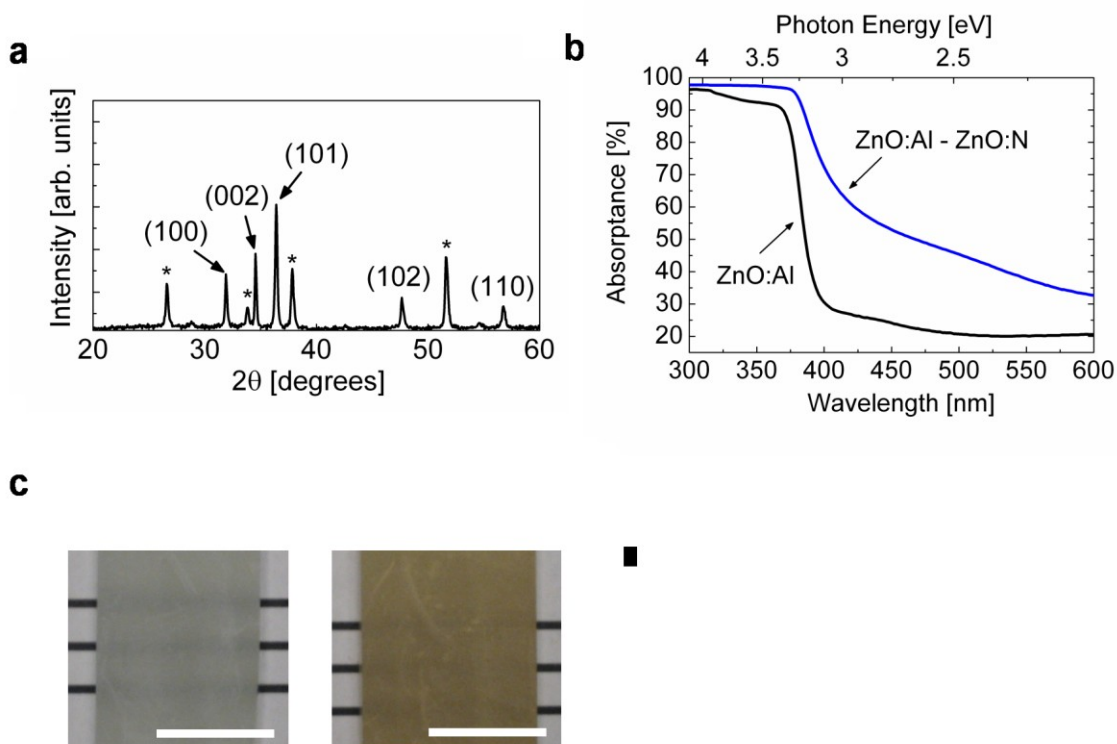 a
Intensity [arb. units]
(100)
(002)
(101)
(102)
(110)
*
*
*
*
20 30 40 50 60
2θ [degrees]
b
Photon Energy [eV]
4 3.5 3 2.5
Absorptance [%]
100
90
80
70
60
50
40
30
20
ZnO:Al - ZnO:N
ZnO:Al
300 350 400 450 500 550 600
Wavelength [nm]
c